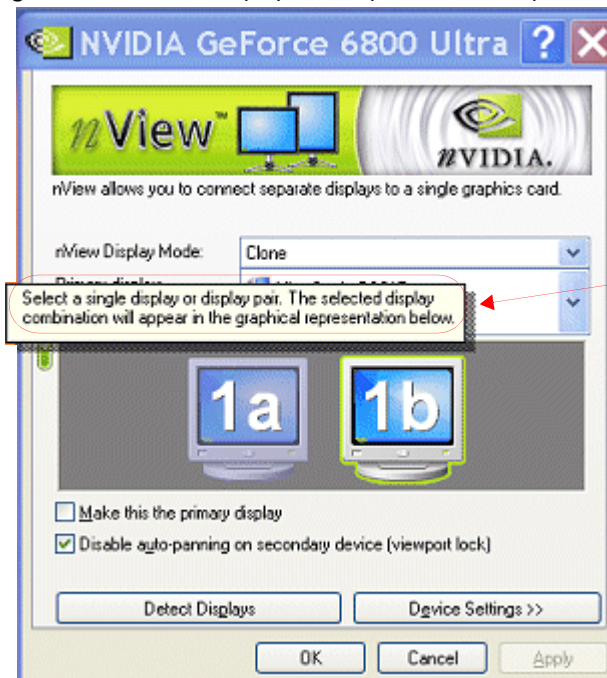 NVIDIA GeForce 6800 Ultra
nView™
nVIDIA.
nView allows you to connect separate displays to a single graphics card.
nView Display Mode: Clone
Select a single display or display pair. The selected display
combination will appear in the graphical representation below.
1a 1b
Make this the primary display
Disable auto-panning on secondary device (viewport lock)
Detect Displays Device Settings >>
OK Cancel Apply